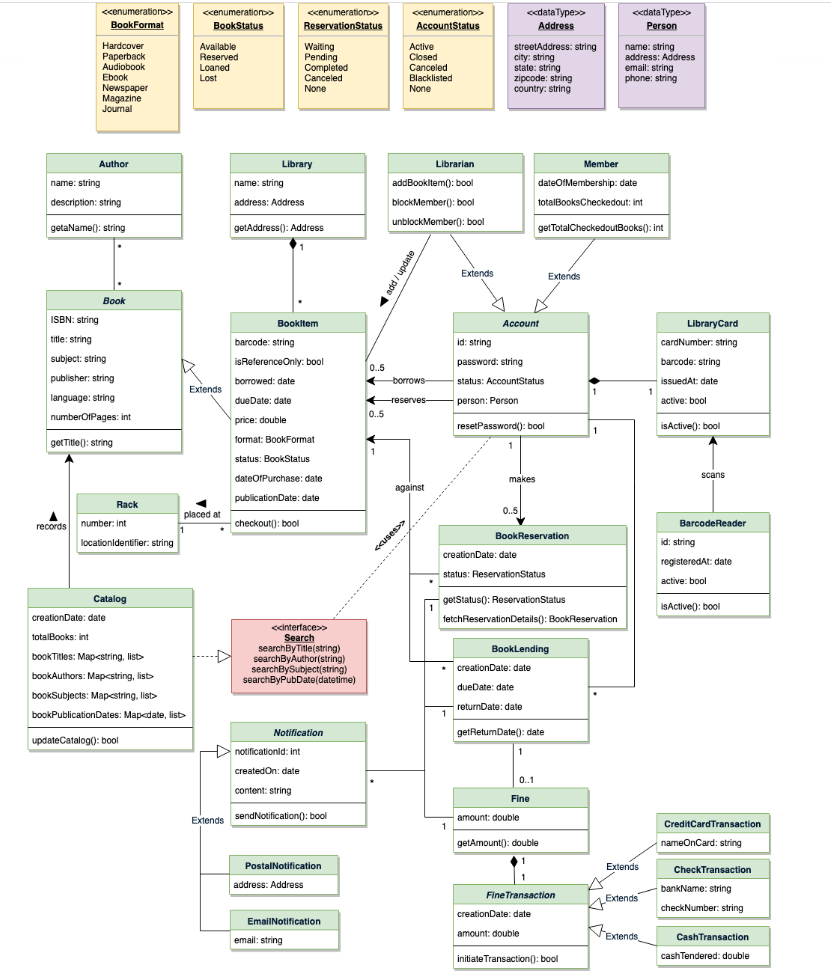 <<enumeration>>
BookFormat
Hardcover
Paperback
Audiobook
Ebook
Newspaper
Magazine
Journal
<<enumeration>>
BookStatus
Available
Reserved
Loaned
Lost
<<enumeration>>
ReservationStatus
Waiting
Pending
Completed
Canceled
None
<<enumeration>>
AccountStatus
Active
Closed
Canceled
Blacklisted
None
<<dataType>>
Address
streetAddress: string
city: string
state: string
zipcode: string
country: string
<<dataType>>
Person
name: string
address: Address
email: string
phone: string
Author
name: string
description: string
getaName(): string
Library
name: string
address: Address
getAddress(): Address
Librarian
addBookItem(): bool
blockMember(): bool
unblockMember(): bool
Member
dateOfMembership: date
totalBooksCheckedout: int
getTotalCheckedoutBooks(): int
*
*
1
*
add / update
Extends
Extends
Book
ISBN: string
title: string
subject: string
publisher: string
language: string
numberOfPages: int
getTitle(): string
Extends
BookItem
barcode: string
isReferenceOnly: bool
borrowed: date
dueDate: date
price: double
format: BookFormat
status: BookStatus
dateOfPurchase: date
publicationDate: date
checkout(): bool
0..5
borrows
0..5
reserves
1
Account
id: string
password: string
status: AccountStatus
person: Person
resetPassword(): bool
1
1
1
1
LibraryCard
cardNumber: string
barcode: string
issuedAt: date
active: bool
isActive(): bool
scans
BarcodeReader
id: string
registeredAt: date
active: bool
isActive(): bool
records
Rack
number: int
locationIdentifier: string
placed at
1
*
against
<<uses>>
makes
0..5
BookReservation
creationDate: date
status: ReservationStatus
getStatus(): ReservationStatus
fetchReservationDetails(): BookReservation
*
1
Catalog
creationDate: date
totalBooks: int
bookTitles: Map<string, list>
bookAuthors: Map<string, list>
bookSubjects: Map<string, list>
bookPublicationDates: Map<date, list>
updateCatalog(): bool
<<interface>>
Search
searchByTitle(string)
searchByAuthor(string)
searchBySubject(string)
searchByPubDate(datetime)
BookLending
creationDate: date
dueDate: date
returnDate: date
getReturnDate(): date
*
1
*
1
0..1
Notification
notificationId: int
createdOn: date
content: string
sendNotification(): bool
*
Extends
PostalNotification
address: Address
EmailNotification
email: string
Fine
amount: double
getAmount(): double
1
1
1
FineTransaction
creationDate: date
amount: double
initiateTransaction(): bool
Extends
Extends
Extends
CreditCardTransaction
nameOnCard: string
CheckTransaction
bankName: string
checkNumber: string
CashTransaction
cashTendered: double